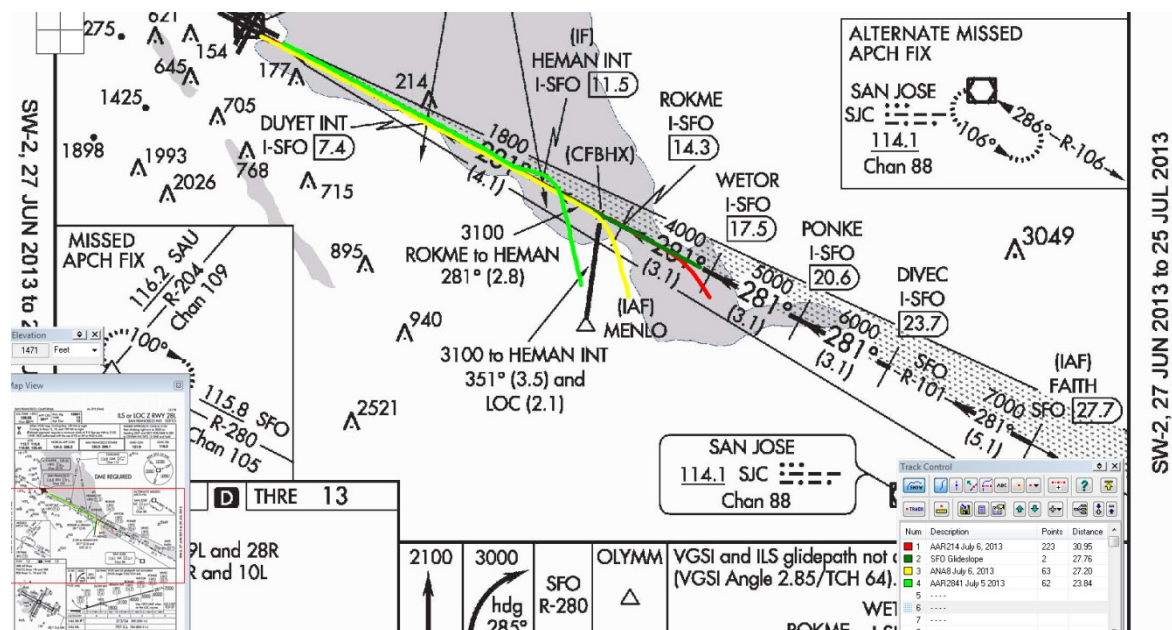 275
621
154
645
177
1425
705
1898
1993
768
2026
715
895
940
2521
214
DUYET INT
I-SFO 7.4
(IF)
HEMAN INT
I-SFO 11.5
ROKME
I-SFO
14.3
(CFBHX)
WETOR
I-SFO
17.5
PONKE
I-SFO
20.6
DIVEC
I-SFO
23.7
3049
1800
281°
(4.1)
4000
281°
(3.1)
5000
281°
(3.1)
6000
281°
(3.1)
SFO
R-101
7000
281°
(5.1)
(IAF)
FAITH
SFO 27.7
3100
ROKME to HEMAN
281° (2.8)
(IAF)
MENLO
3100 to HEMAN INT
351° (3.5) and
LOC (2.1)
ALTERNATE MISSED
APCH FIX
SAN JOSE
SJC
114.1
Chan 88
106°
286°
R-106
SW-2, 27 JUN 2013 to 25 JUL 2013
SW-2, 27 JUN 2013 to 2
MISSED
APCH FIX
116.2 SAU
R-204
Chan 109
100°
115.8 SFO
R-280
Chan 105
SAN JOSE
114.1 SJC
Chan 88
Elevation
1471 Feet
Map View
ILS or LOC Z RWY 28L
DME REQUIRED
D THRE 13
9L and 28R
R and 10L
2100
3000
hdg
285°
SFO
R-280
OLYMM
VGSI and ILS glidepath not c
(VGSI Angle 2.85/TCH 64).
WET
ROKME
Track Control
Num Description Points Distance
1 AAR214 July 6, 2013 223 30.95
2 SFO Glideslope 2 27.76
3 ANA8 July 6, 2013 63 27.20
4 AAR2841 July 5 2013 62 23.84
5 ----
6 ----
7 ----